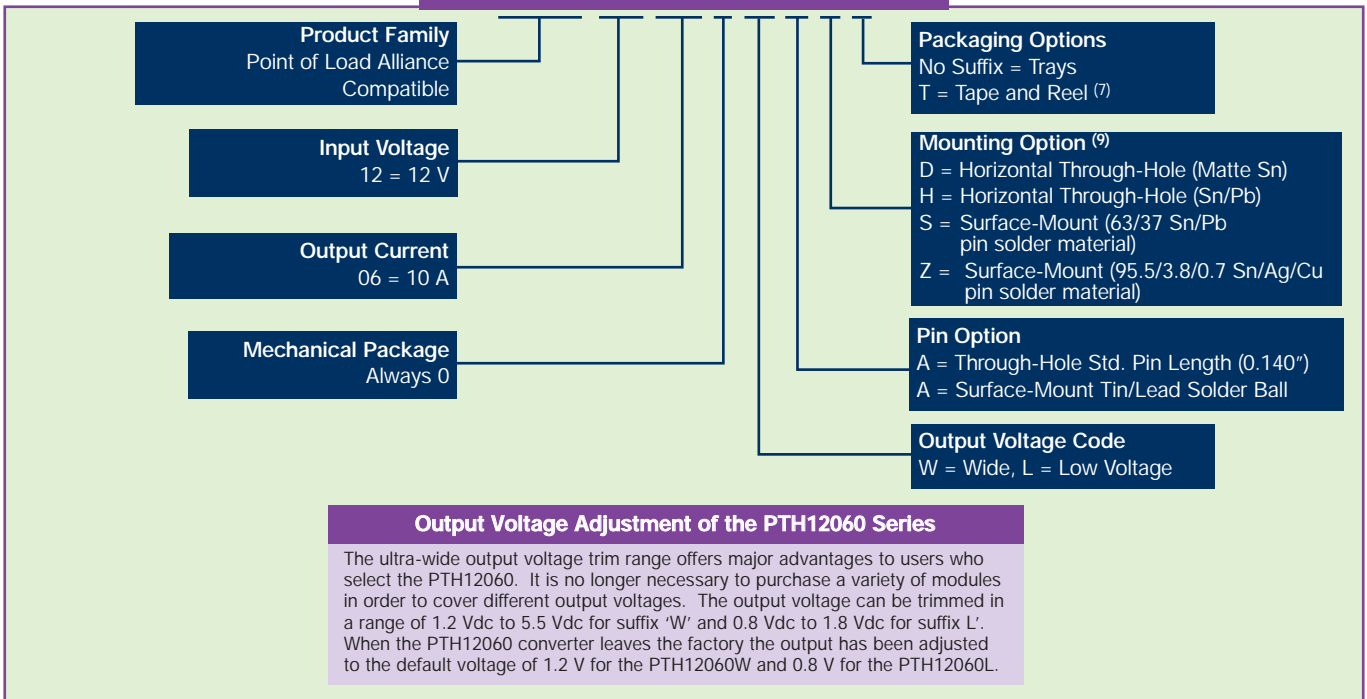 Product Family
Point of Load Alliance
Compatible
Input Voltage
12 = 12 V
Output Current
06 = 10 A
Mechanical Package
Always 0
Packaging Options
No Suffix = Trays
T = Tape and Reel (7)
Mounting Option (9)
D = Horizontal Through-Hole (Matte Sn)
H = Horizontal Through-Hole (Sn/Pb)
S = Surface-Mount (63/37 Sn/Pb
pin solder material)
Z = Surface-Mount (95.5/3.8/0.7 Sn/Ag/Cu
pin solder material)
Pin Option
A = Through-Hole Std. Pin Length (0.140″)
A = Surface-Mount Tin/Lead Solder Ball
Output Voltage Code
W = Wide, L = Low Voltage
Output Voltage Adjustment of the PTH12060 Series
The ultra-wide output voltage trim range offers major advantages to users who
select the PTH12060. It is no longer necessary to purchase a variety of modules
in order to cover different output voltages. The output voltage can be trimmed in
a range of 1.2 Vdc to 5.5 Vdc for suffix ‘W’ and 0.8 Vdc to 1.8 Vdc for suffix L’.
When the PTH12060 converter leaves the factory the output has been adjusted
to the default voltage of 1.2 V for the PTH12060W and 0.8 V for the PTH12060L.